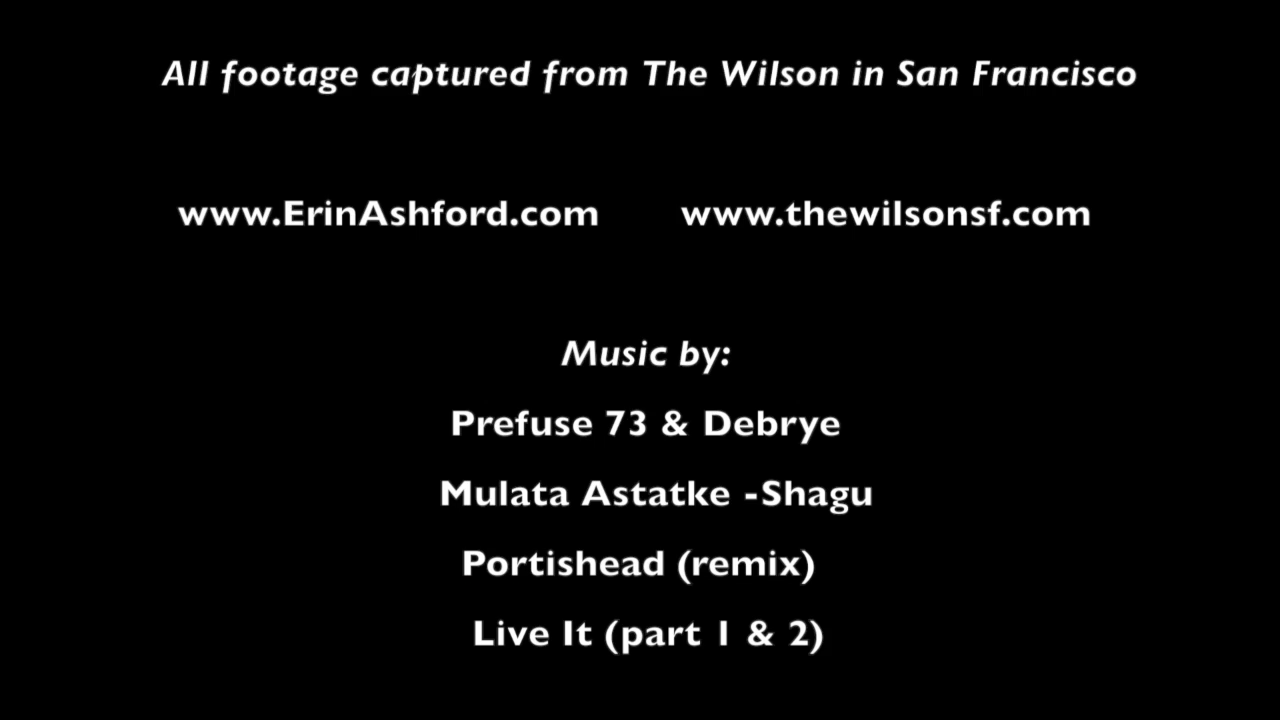 All footage captured from The Wilson in San Francisco
www.ErinAshford.com www.thewilsonsf.com
Music by:
Prefuse 73 & Debrye
Mulata Astatke -Shagu
Portishead (remix)
Live It (part 1 & 2)